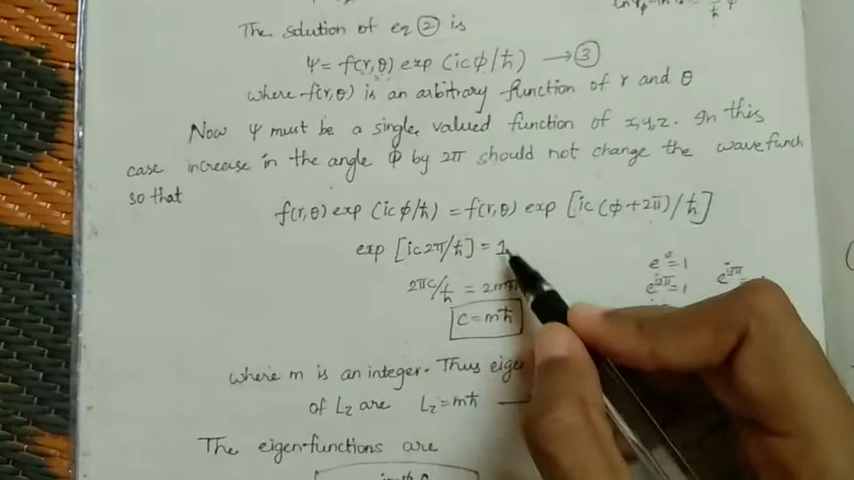 The solution of eq ② is
ψ = f(r,θ) exp (icϕ/ħ) → ③
where f(r,θ) is an arbitrary function of r and θ
Now ψ must be a single valued function of x,y,z. In this
case increase in the angle ϕ by 2π should not change the wavefunch
so that
f(r,θ) exp (icϕ/ħ) = f(r,θ) exp [ic(ϕ+2π)/ħ]
exp [ic2π/ħ] = 1
e⁰=1
2πc/ħ = 2mπ
e^{i2π}=1
c = mħ
where m is an integer. Thus eige
of Lz are Lz = mħ
The eigen-functions are